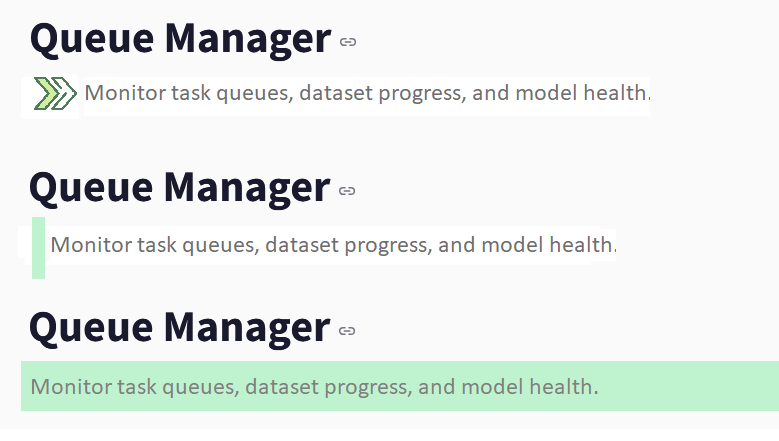 Queue Manager
Monitor task queues, dataset progress, and model health.
Queue Manager
Monitor task queues, dataset progress, and model health.
Queue Manager
Monitor task queues, dataset progress, and model health.